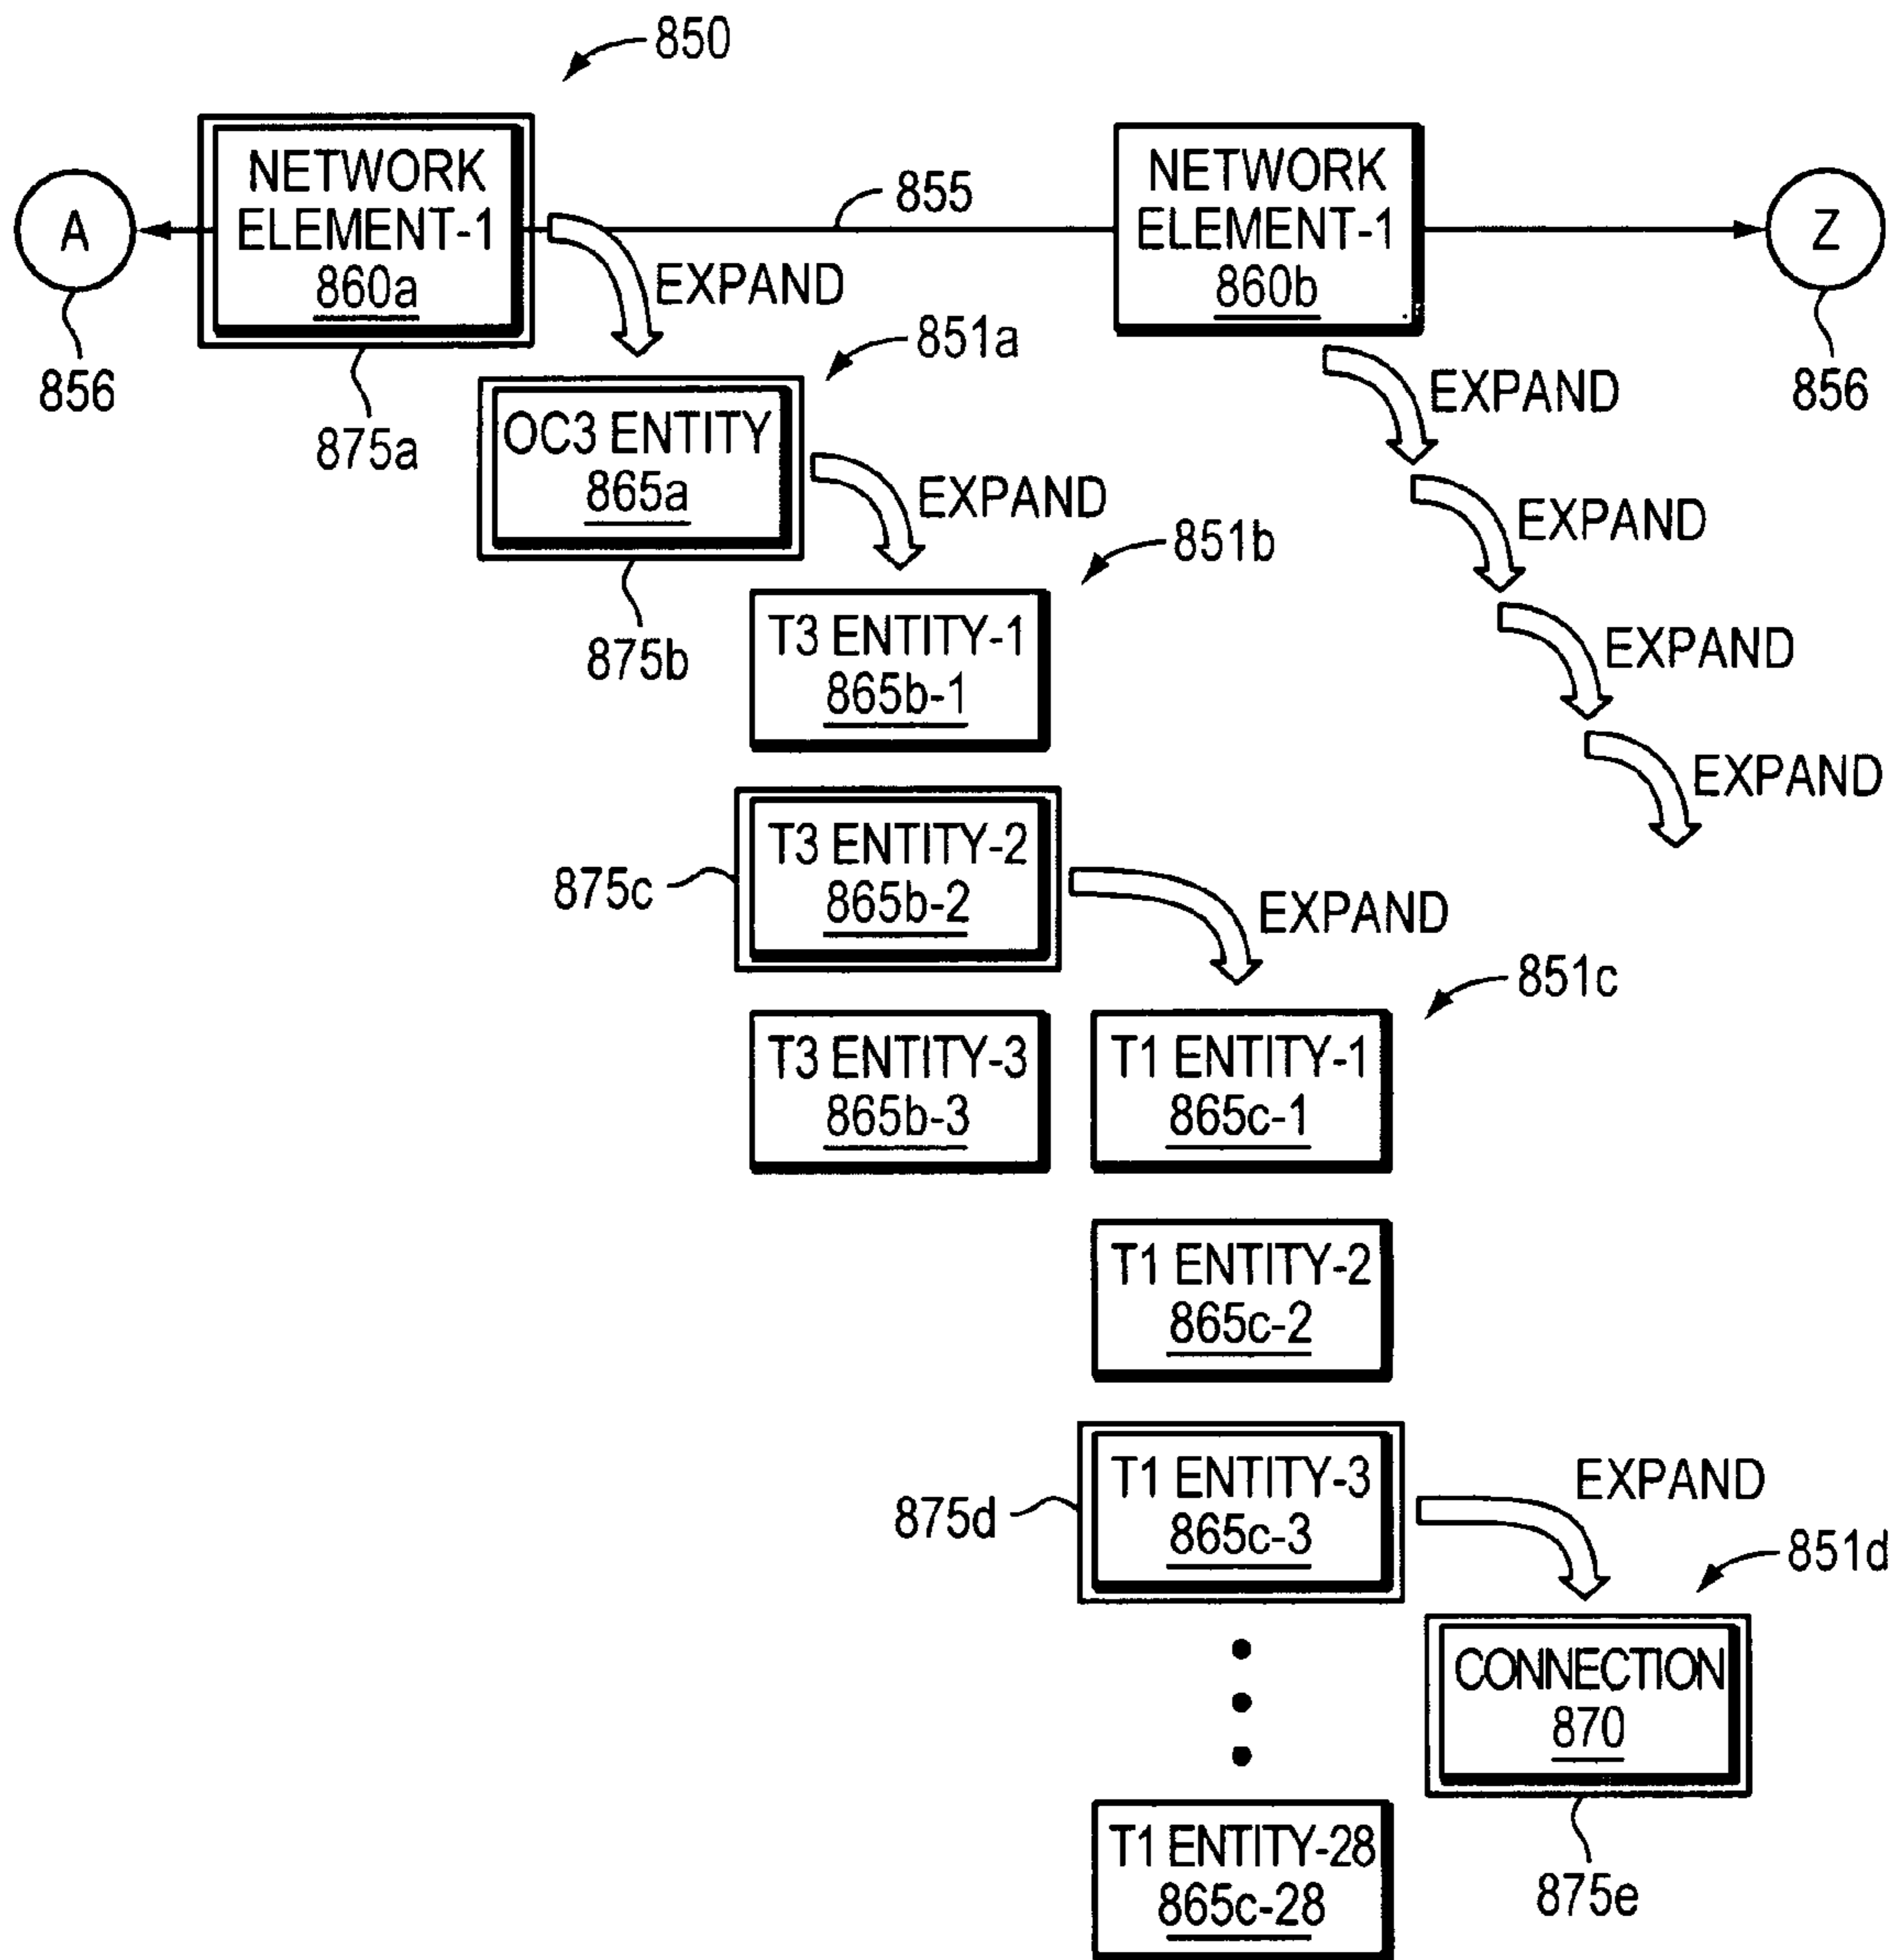 850
NETWORK
ELEMENT-1
860a
NETWORK
ELEMENT-1
860b
A
855
Z
EXPAND
856
875a
851a
EXPAND
856
OC3 ENTITY
865a
EXPAND
EXPAND
851b
875b
T3 ENTITY-1
865b-1
EXPAND
EXPAND
875c
T3 ENTITY-2
865b-2
EXPAND
851c
T3 ENTITY-3
865b-3
T1 ENTITY-1
865c-1
T1 ENTITY-2
865c-2
875d
T1 ENTITY-3
865c-3
EXPAND
851d
CONNECTION
870
T1 ENTITY-28
865c-28
875e